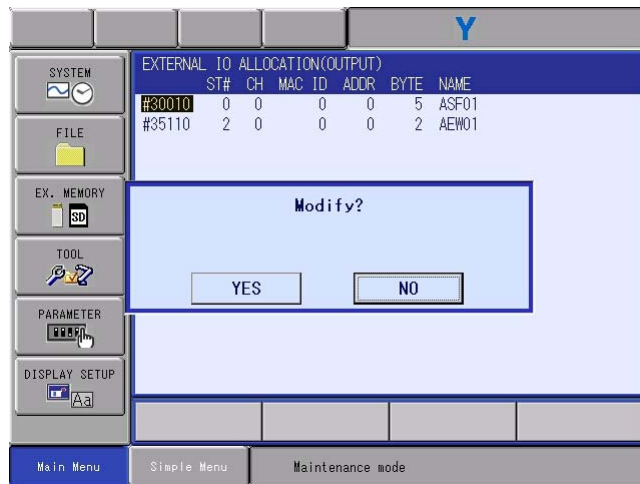 Y
SYSTEM
FILE
EX. MEMORY
SD
TOOL
PARAMETER
DISPLAY SETUP
Aa
EXTERNAL IO ALLOCATION(OUTPUT)
ST# CH MAC ID ADDR BYTE NAME
#30010 0 0 0 0 5 ASF01
#35110 2 0 0 0 2 AEW01
Modify?
YES NO
Main Menu Simple Menu Maintenance mode